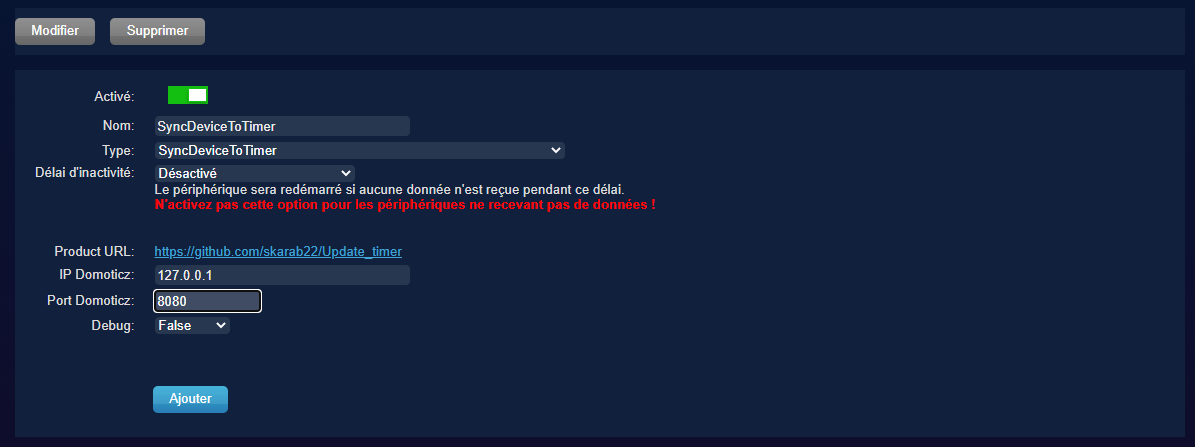 Modifier Supprimer
Activé:
Nom: SyncDeviceToTimer
Type: SyncDeviceToTimer
Délai d'inactivité: Désactivé
Le périphérique sera redémarré si aucune donnée n'est reçue pendant ce délai.
N'activez pas cette option pour les périphériques ne recevant pas de données !
Product URL: https://github.com/skarab22/Update_timer
IP Domoticz: 127.0.0.1
Port Domoticz: 8080
Debug: False
Ajouter